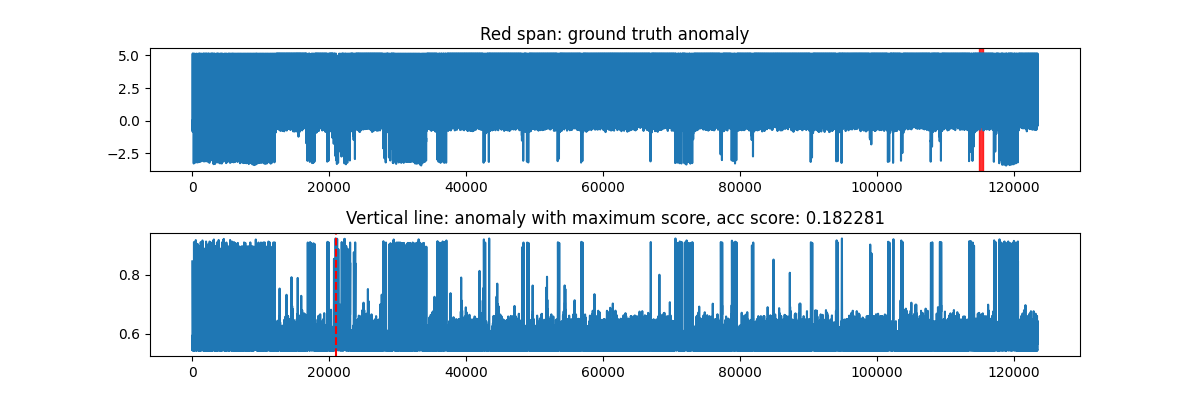 Red span: ground truth anomaly
5.0
2.5
0.0
−2.5
0 20000 40000 60000 80000 100000 120000
Vertical line: anomaly with maximum score, acc score: 0.182281
0.8
0.6
0 20000 40000 60000 80000 100000 120000